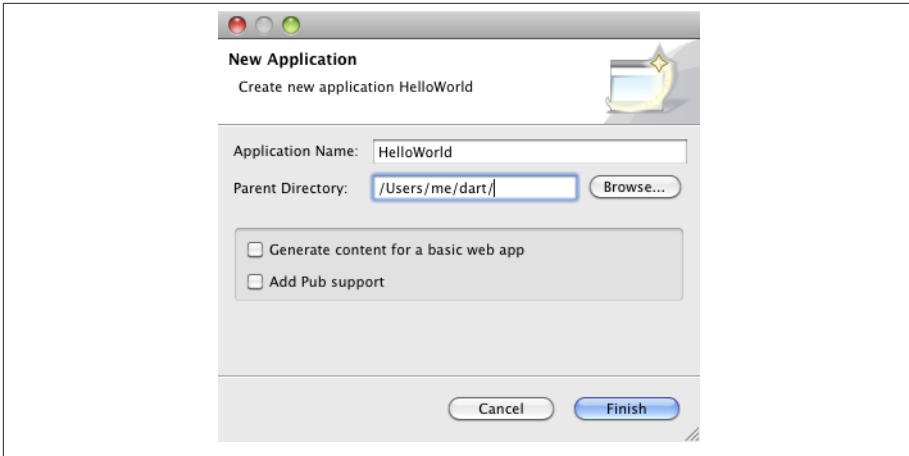 New Application
Create new application HelloWorld
Application Name: HelloWorld
Parent Directory: /Users/me/dart/ Browse...
Generate content for a basic web app
Add Pub support
Cancel Finish